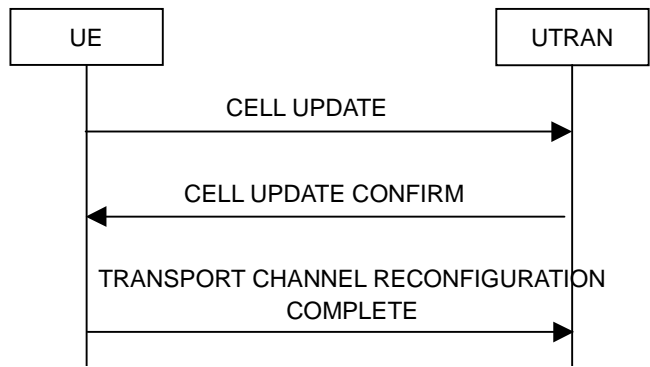 UE
UTRAN
CELL UPDATE
CELL UPDATE CONFIRM
TRANSPORT CHANNEL RECONFIGURATION
COMPLETE